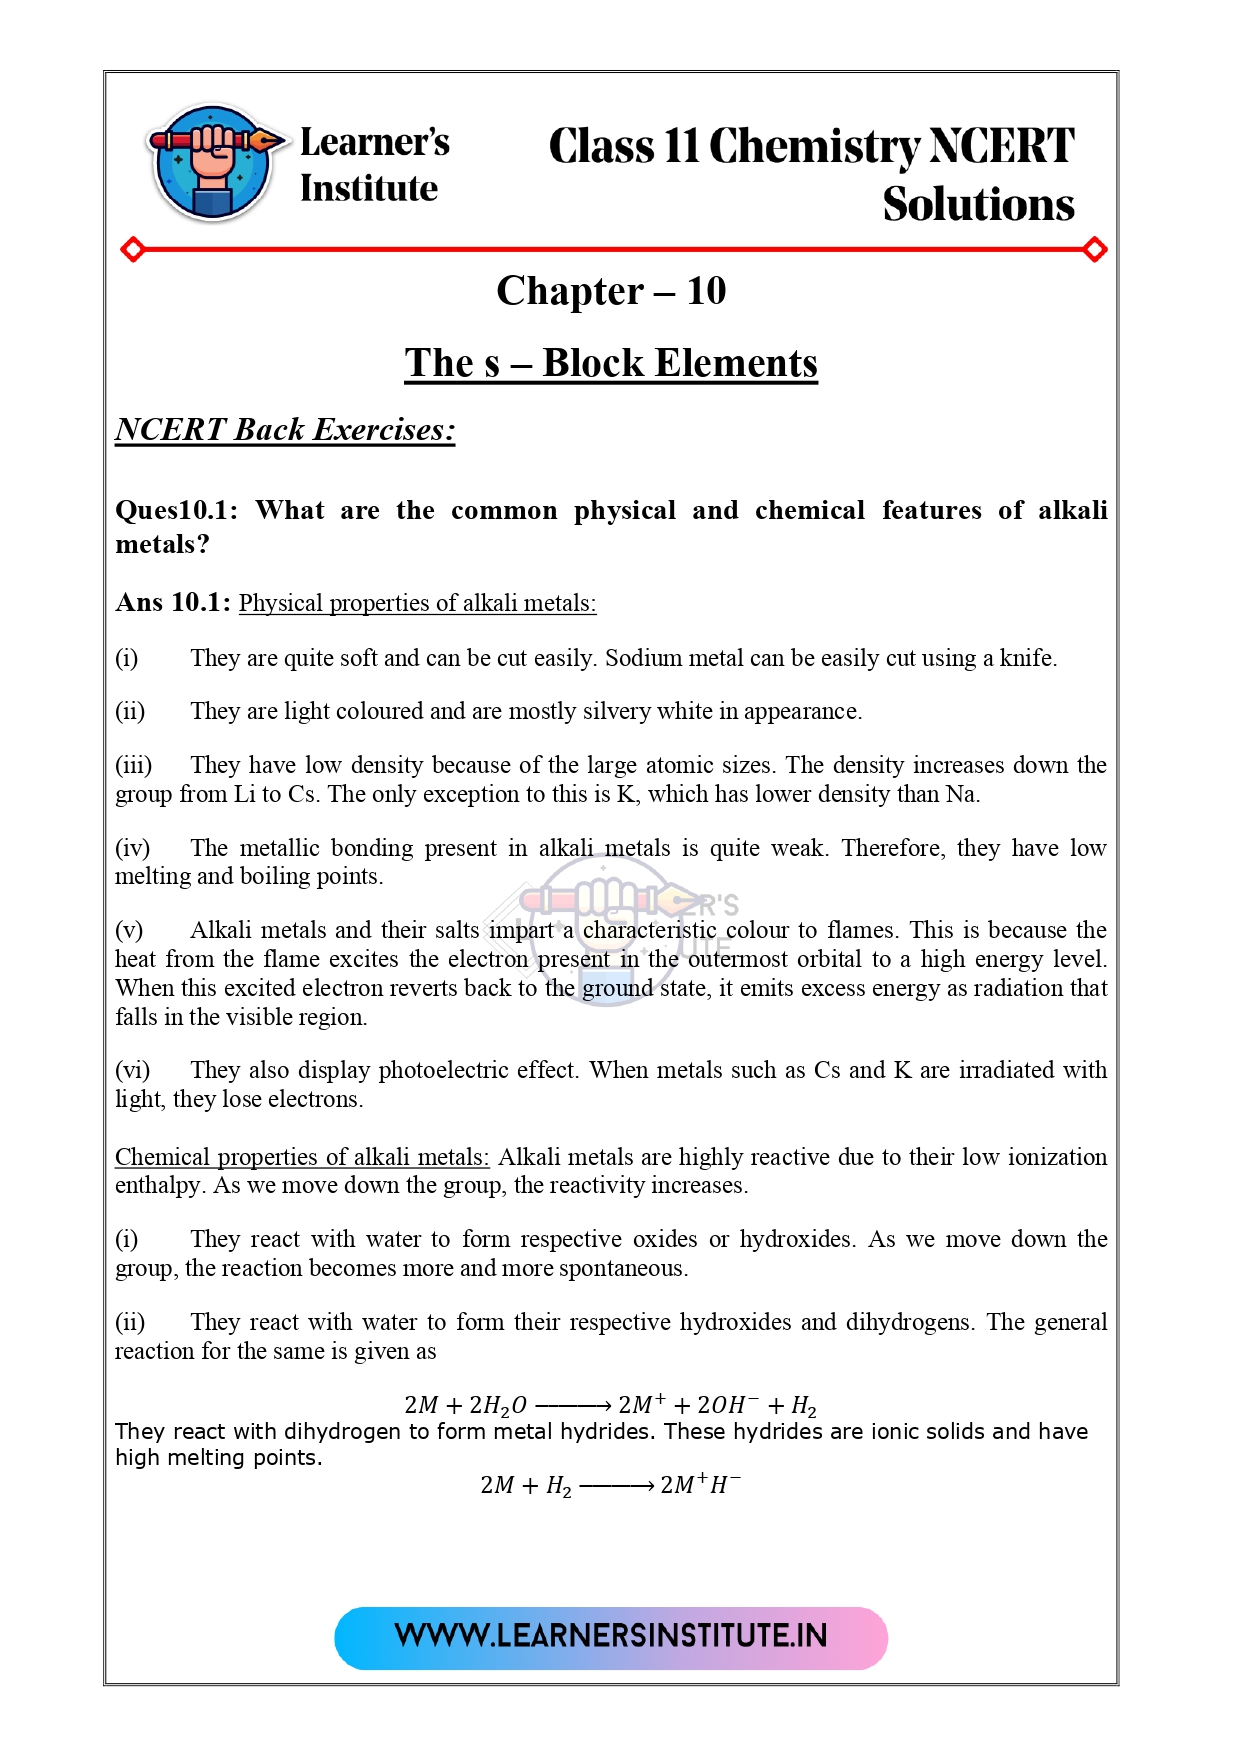 Learner's
Institute
Class 11 Chemistry NCERT
Solutions
Chapter – 10
The s – Block Elements
NCERT Back Exercises:
Ques10.1: What are the common physical and chemical features of alkali
metals?
Ans 10.1: Physical properties of alkali metals:
(i) They are quite soft and can be cut easily. Sodium metal can be easily cut using a knife.
(ii) They are light coloured and are mostly silvery white in appearance.
(iii) They have low density because of the large atomic sizes. The density increases down the
group from Li to Cs. The only exception to this is K, which has lower density than Na.
(iv) The metallic bonding present in alkali metals is quite weak. Therefore, they have low
melting and boiling points.
(v) Alkali metals and their salts impart a characteristic colour to flames. This is because the
heat from the flame excites the electron present in the outermost orbital to a high energy level.
When this excited electron reverts back to the ground state, it emits excess energy as radiation that
falls in the visible region.
(vi) They also display photoelectric effect. When metals such as Cs and K are irradiated with
light, they lose electrons.
Chemical properties of alkali metals: Alkali metals are highly reactive due to their low ionization
enthalpy. As we move down the group, the reactivity increases.
(i) They react with water to form respective oxides or hydroxides. As we move down the
group, the reaction becomes more and more spontaneous.
(ii) They react with water to form their respective hydroxides and dihydrogens. The general
reaction for the same is given as
2M + 2H₂O ⟶ 2M⁺ + 2OH⁻ + H₂
They react with dihydrogen to form metal hydrides. These hydrides are ionic solids and have
high melting points.
2M + H₂ ⟶ 2M⁺H⁻
WWW.LEARNERSINSTITUTE.IN